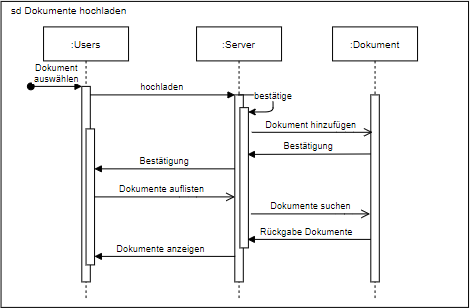 sd Dokumente hochladen
:Users
:Server
:Dokument
Dokument
auswählen
hochladen
bestätige
Dokument hinzufügen
Bestätigung
Bestätigung
Dokumente auflisten
Dokumente suchen
Rückgabe Dokumente
Dokumente anzeigen